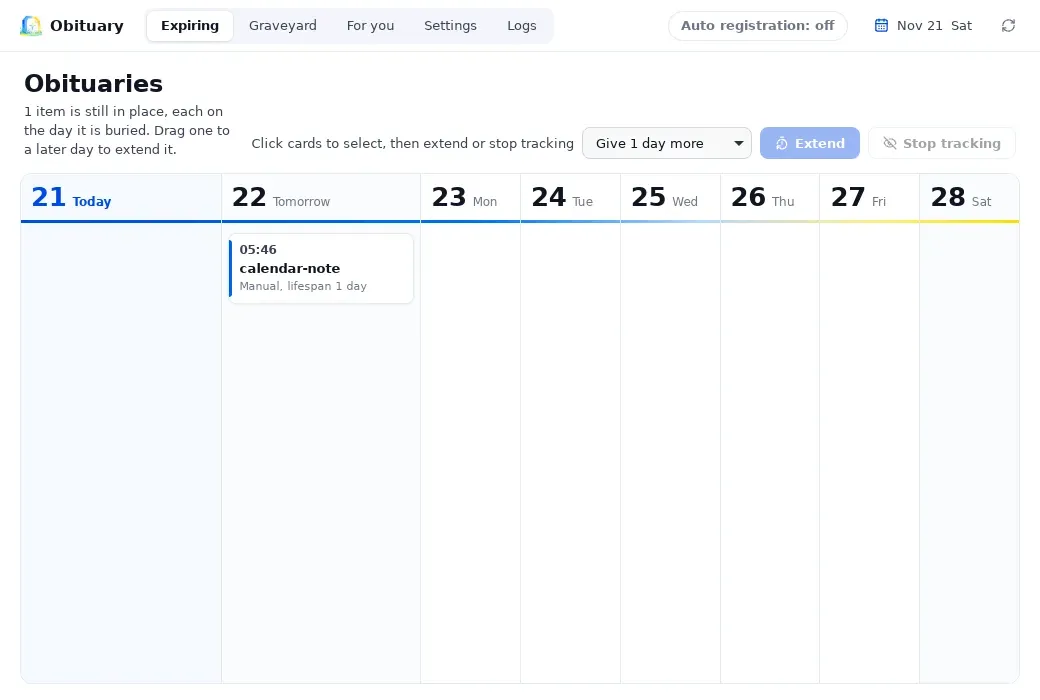 Obituary
Expiring
Graveyard
For you
Settings
Logs
Auto registration: off
Nov 21 Sat
Obituaries
1 item is still in place, each on
the day it is buried. Drag one to
a later day to extend it.
Click cards to select, then extend or stop tracking
Give 1 day more
Extend
Stop tracking
21 Today
22 Tomorrow
23 Mon
24 Tue
25 Wed
26 Thu
27 Fri
28 Sat
05:46
calendar-note
Manual, lifespan 1 day